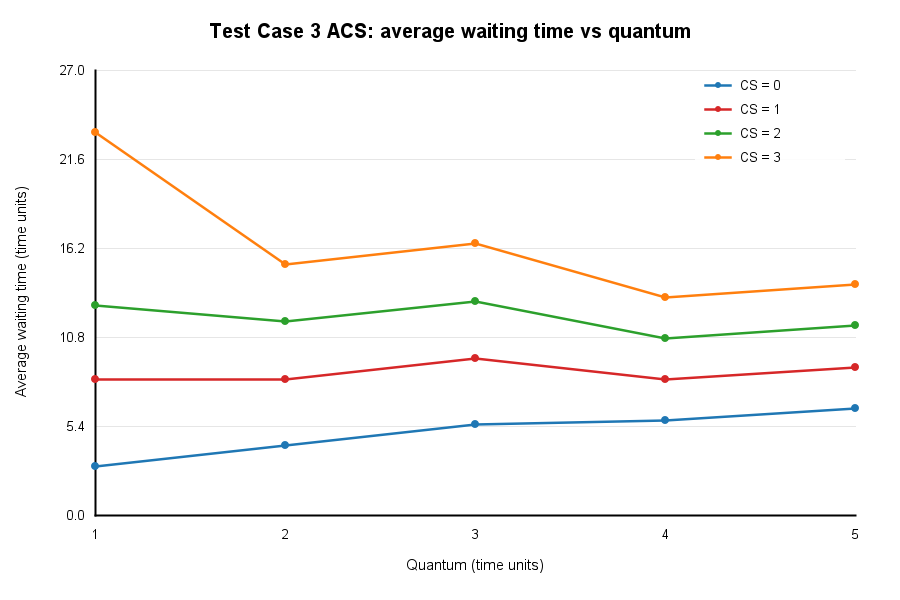 Test Case 3 ACS: average waiting time vs quantum
27.0
21.6
16.2
10.8
5.4
0.0
Average waiting time (time units)
CS = 0
CS = 1
CS = 2
CS = 3
1 2 3 4 5
Quantum (time units)